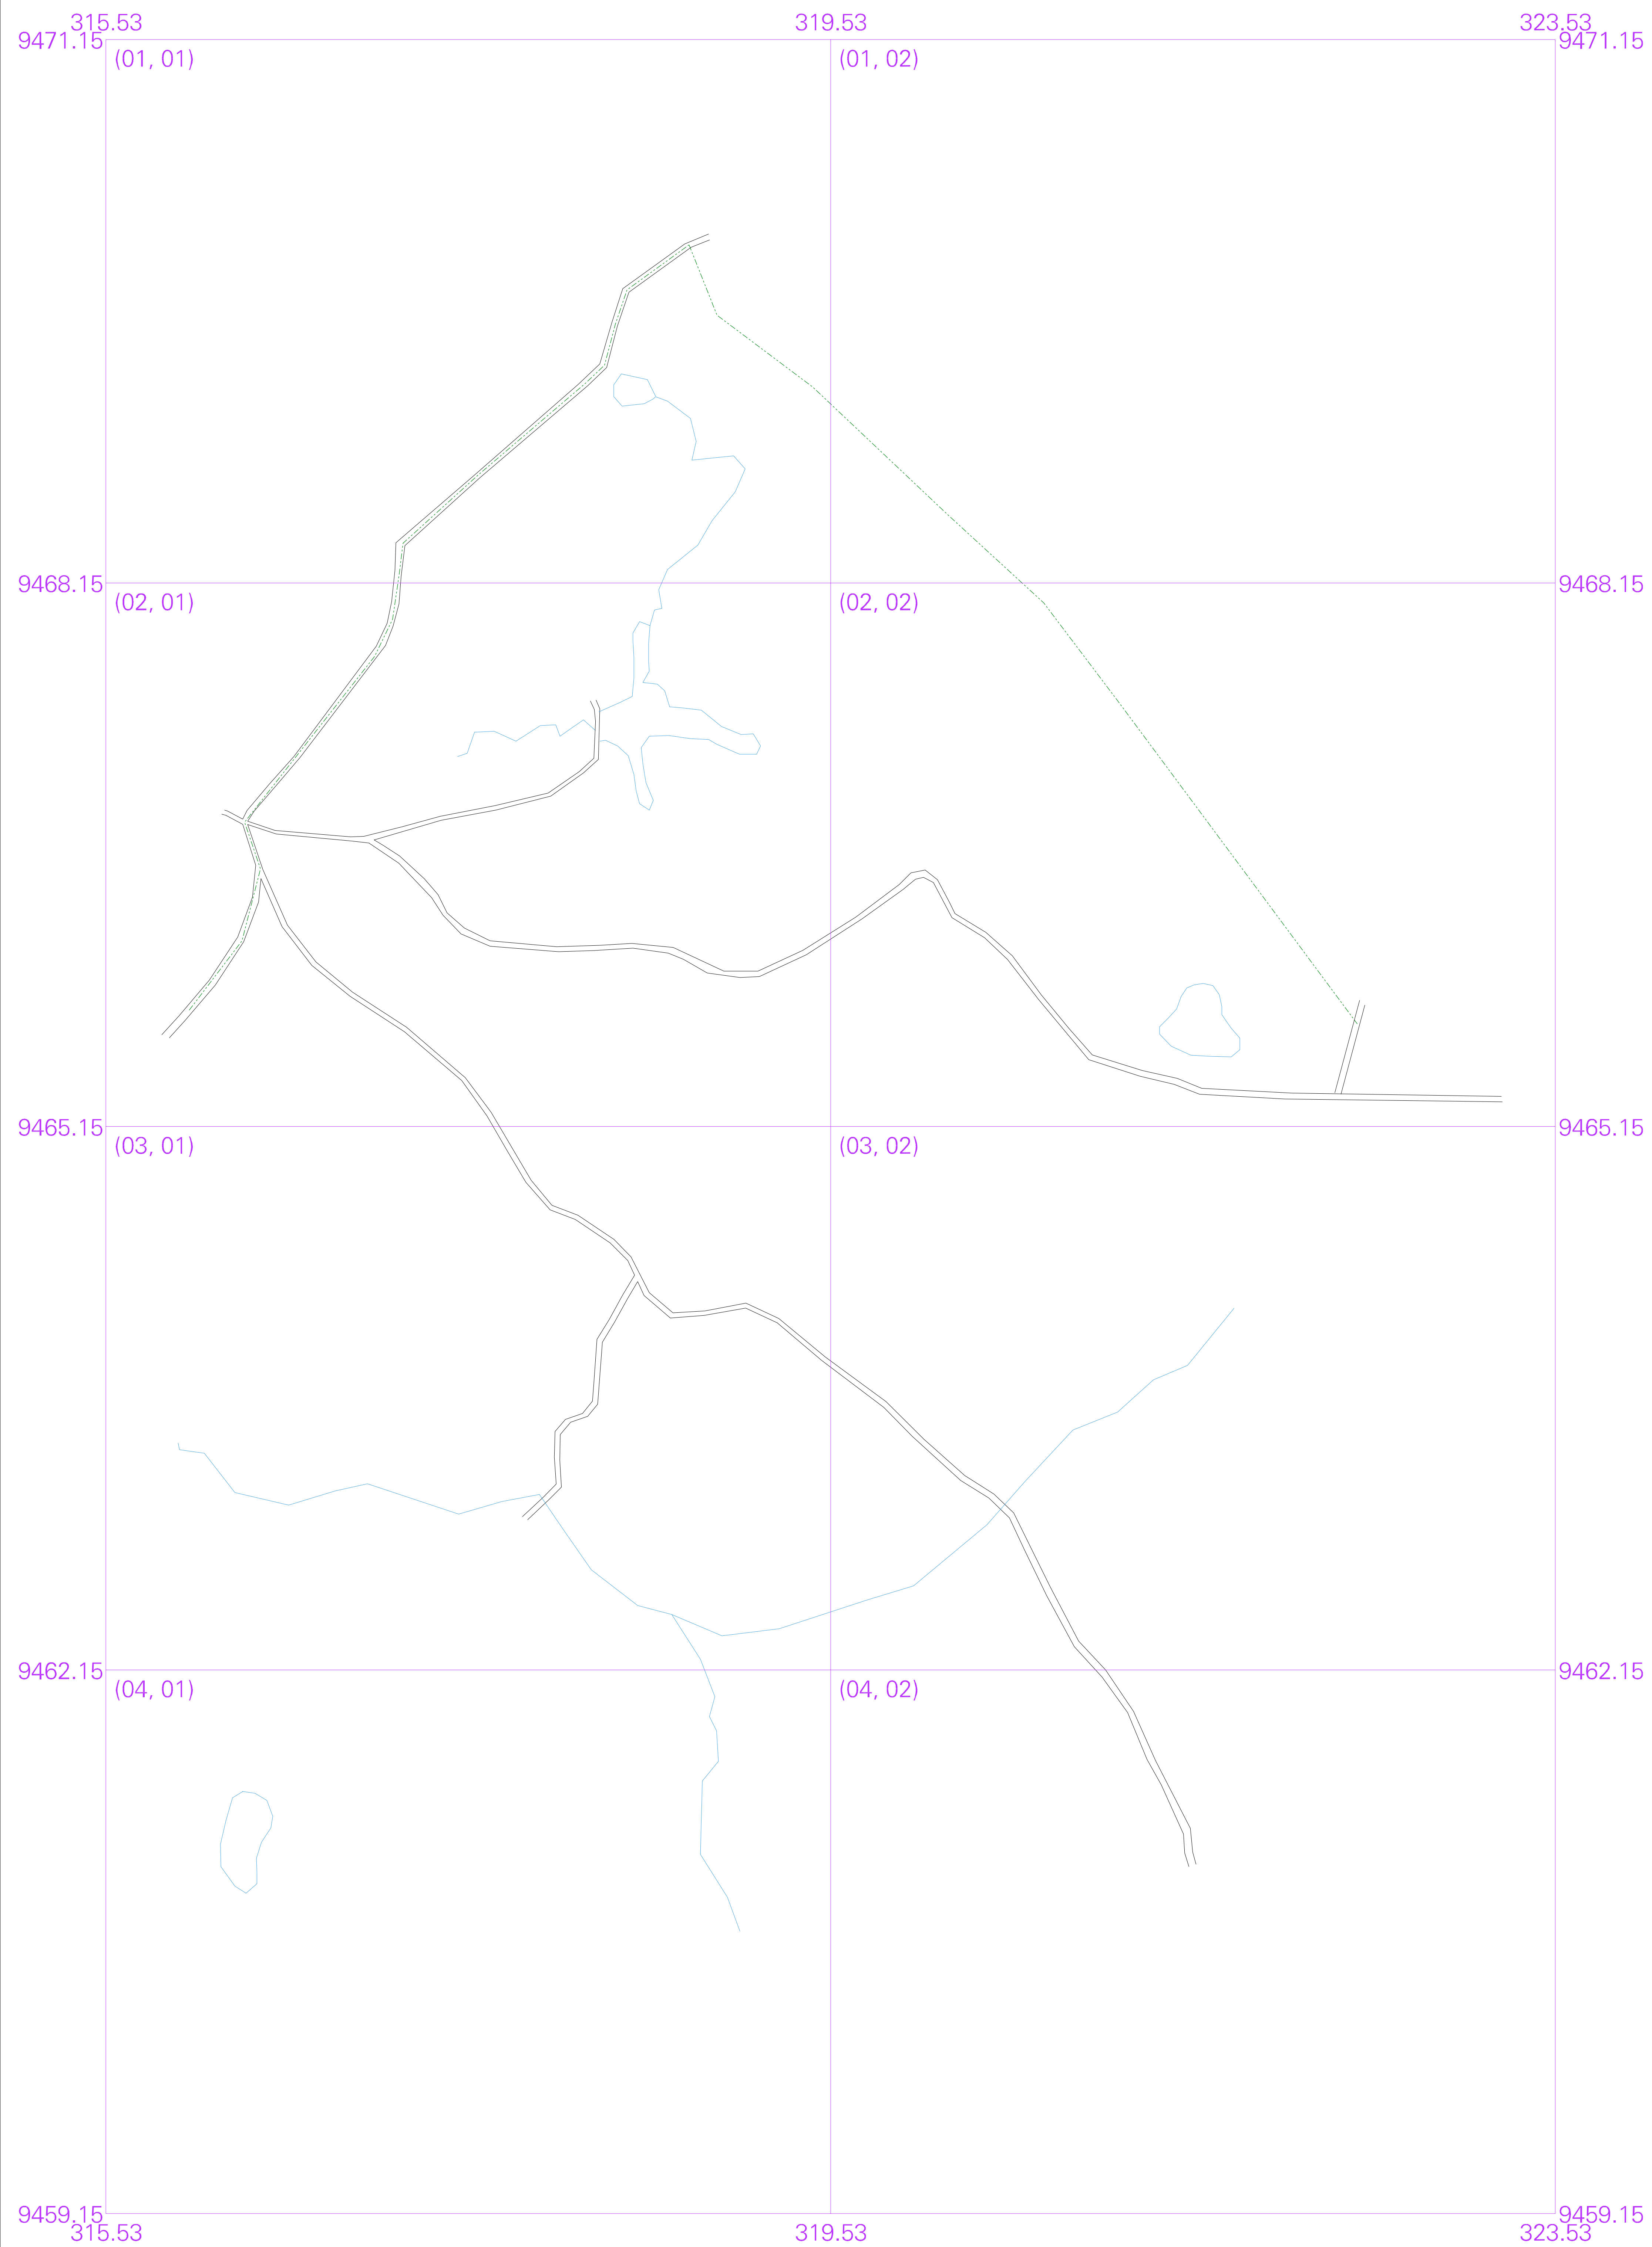 315.53 319.53 323.53
9471.15 9471.15
(01, 01) (01, 02)
9468.15 9468.15
(02, 01) (02, 02)
9465.15 9465.15
(03, 01) (03, 02)
9462.15 9462.15
(04, 01) (04, 02)
9459.15 9459.15
315.53 319.53 323.53